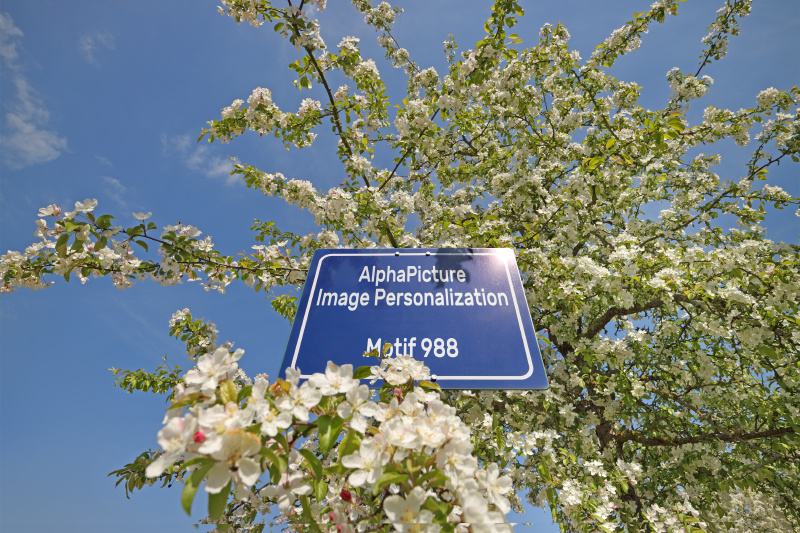 AlphaPicture
Image Personalization
Motif 988